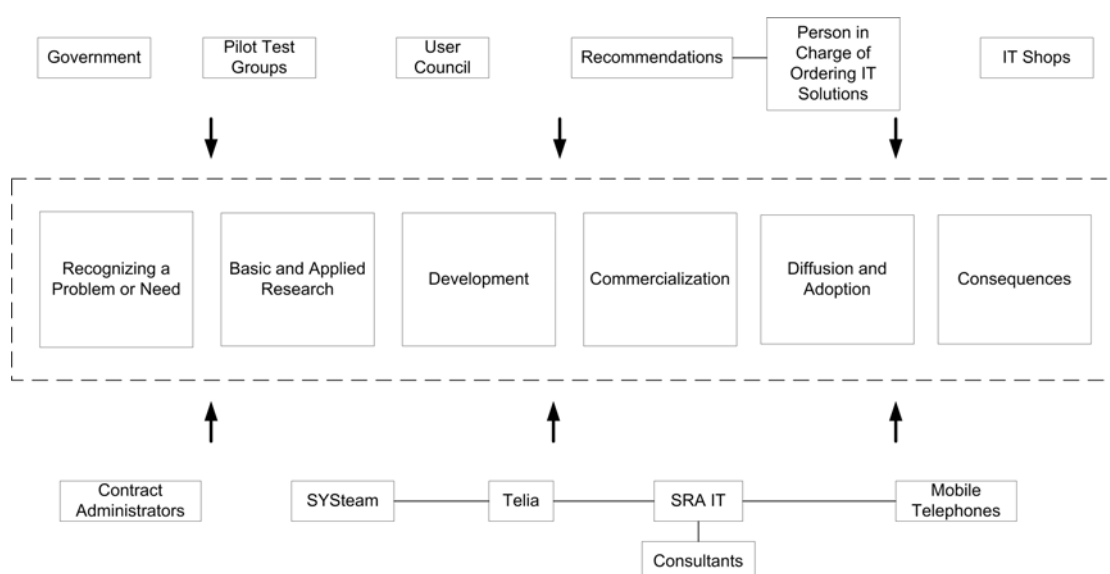 Government
Pilot Test
Groups
User
Council
Recommendations
Person in
Charge of
Ordering IT
Solutions
IT Shops
Recognizing a
Problem or Need
Basic and Applied
Research
Development
Commercialization
Diffusion and
Adoption
Consequences
Contract
Administrators
SYSteam
Telia
SRA IT
Mobile
Telephones
Consultants